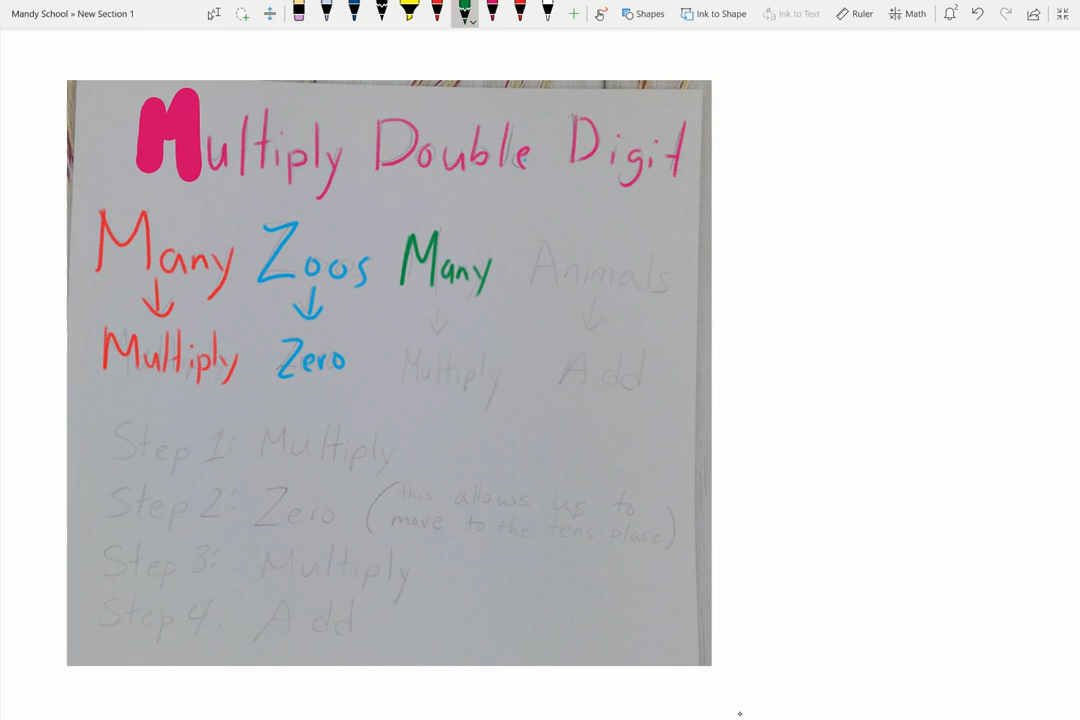 Mandy School » New Section 1
Shapes
Ink to Shape
Ink to Text
Ruler
Math
2
Multiply Double Digit
Many Zoos Many Animals
Multiply Zero Multiply Add
Step 1: Multiply
Step 2: Zero (this allows us to
move to the tens place)
Step 3: Multiply
Step 4: Add